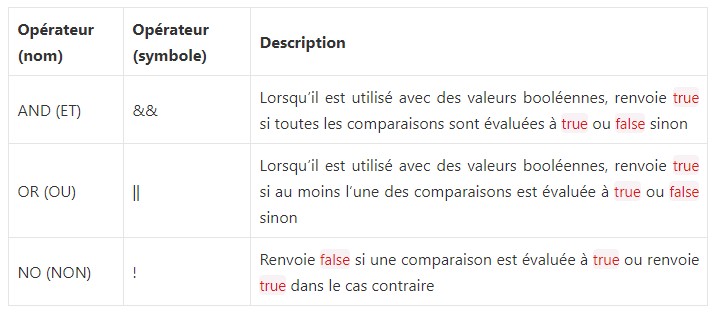 Opérateur (nom) Opérateur (symbole) Description
AND (ET) && Lorsqu’il est utilisé avec des valeurs booléennes, renvoie true
si toutes les comparaisons sont évaluées à true ou false sinon
OR (OU) || Lorsqu’il est utilisé avec des valeurs booléennes, renvoie true
si au moins l’une des comparaisons est évaluée à true ou false
sinon
NO (NON) ! Renvoie false si une comparaison est évaluée à true ou renvoie
true dans le cas contraire